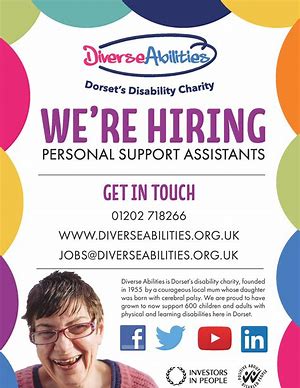 DiverseAbilities
Dorset's Disability Charity
WE'RE HIRING
PERSONAL SUPPORT ASSISTANTS
GET IN TOUCH
01202 718266
WWW.DIVERSEABILITIES.ORG.UK
JOBS@DIVERSEABILITIES.ORG.UK
Diverse Abilities is Dorset's disability charity, founded
in 1955 by a courageous local mum whose daughter
was born with cerebral palsy. We are proud to have
grown to now support 600 children and adults with
physical and learning disabilities here in Dorset.
f
You
Tube
in
INVESTORS
IN PEOPLE